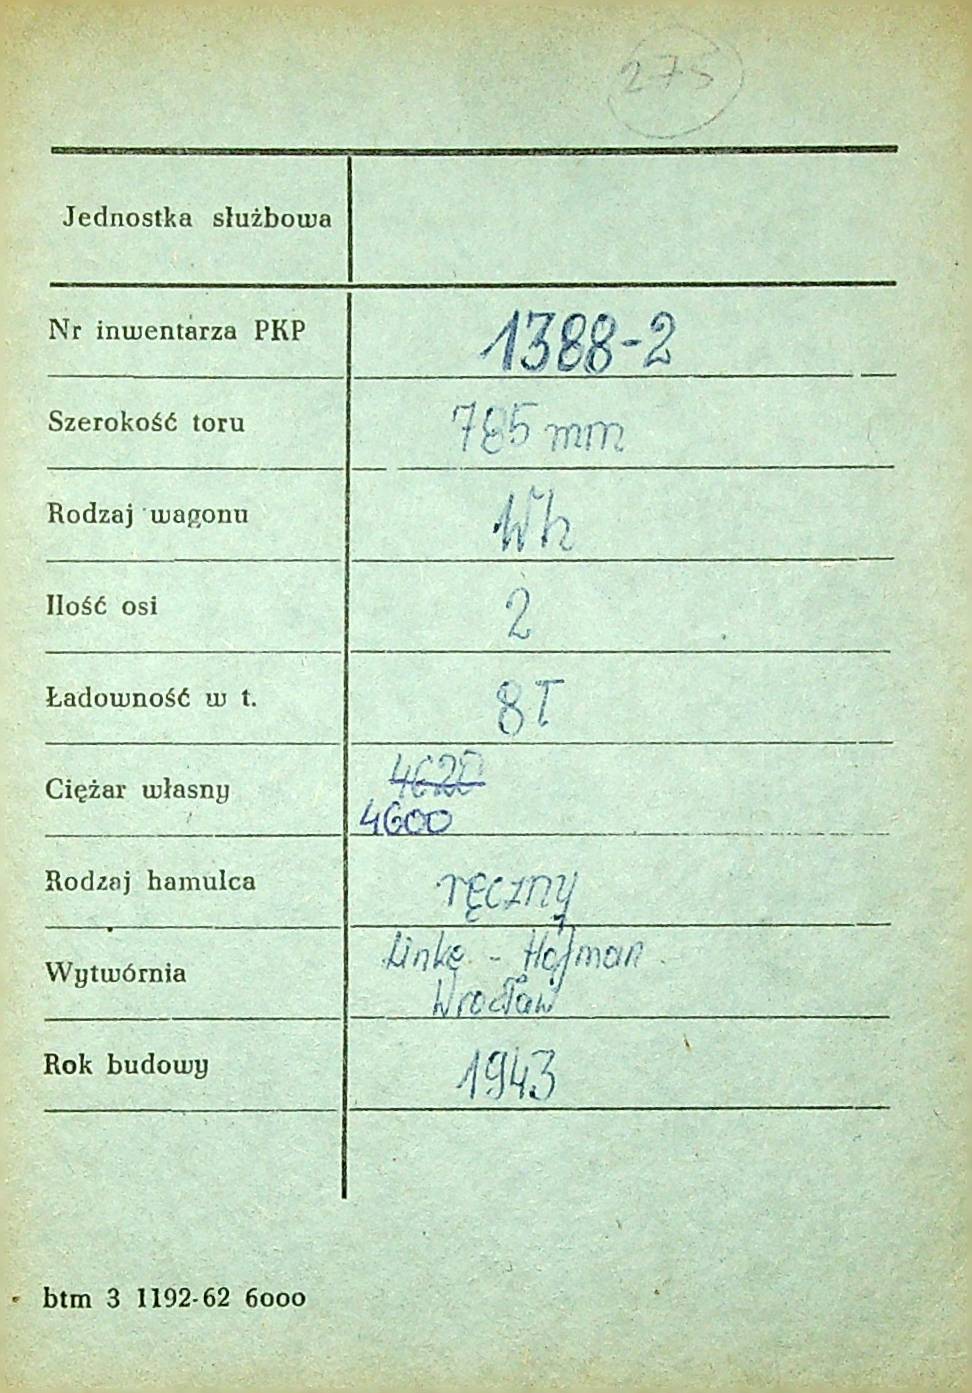 275
Jednostka służbowa
Nr inwentarza PKP 1388-2
Szerokość toru 785 mm
Rodzaj wagonu Wh
Ilość osi 2
Ładowność w t. 8T
Ciężar własny 4620
4600
Rodzaj hamulca ręczny
Wytwórnia Linke - Hofman
Wrocław
Rok budowy 1943
btm 3 1192-62 6000